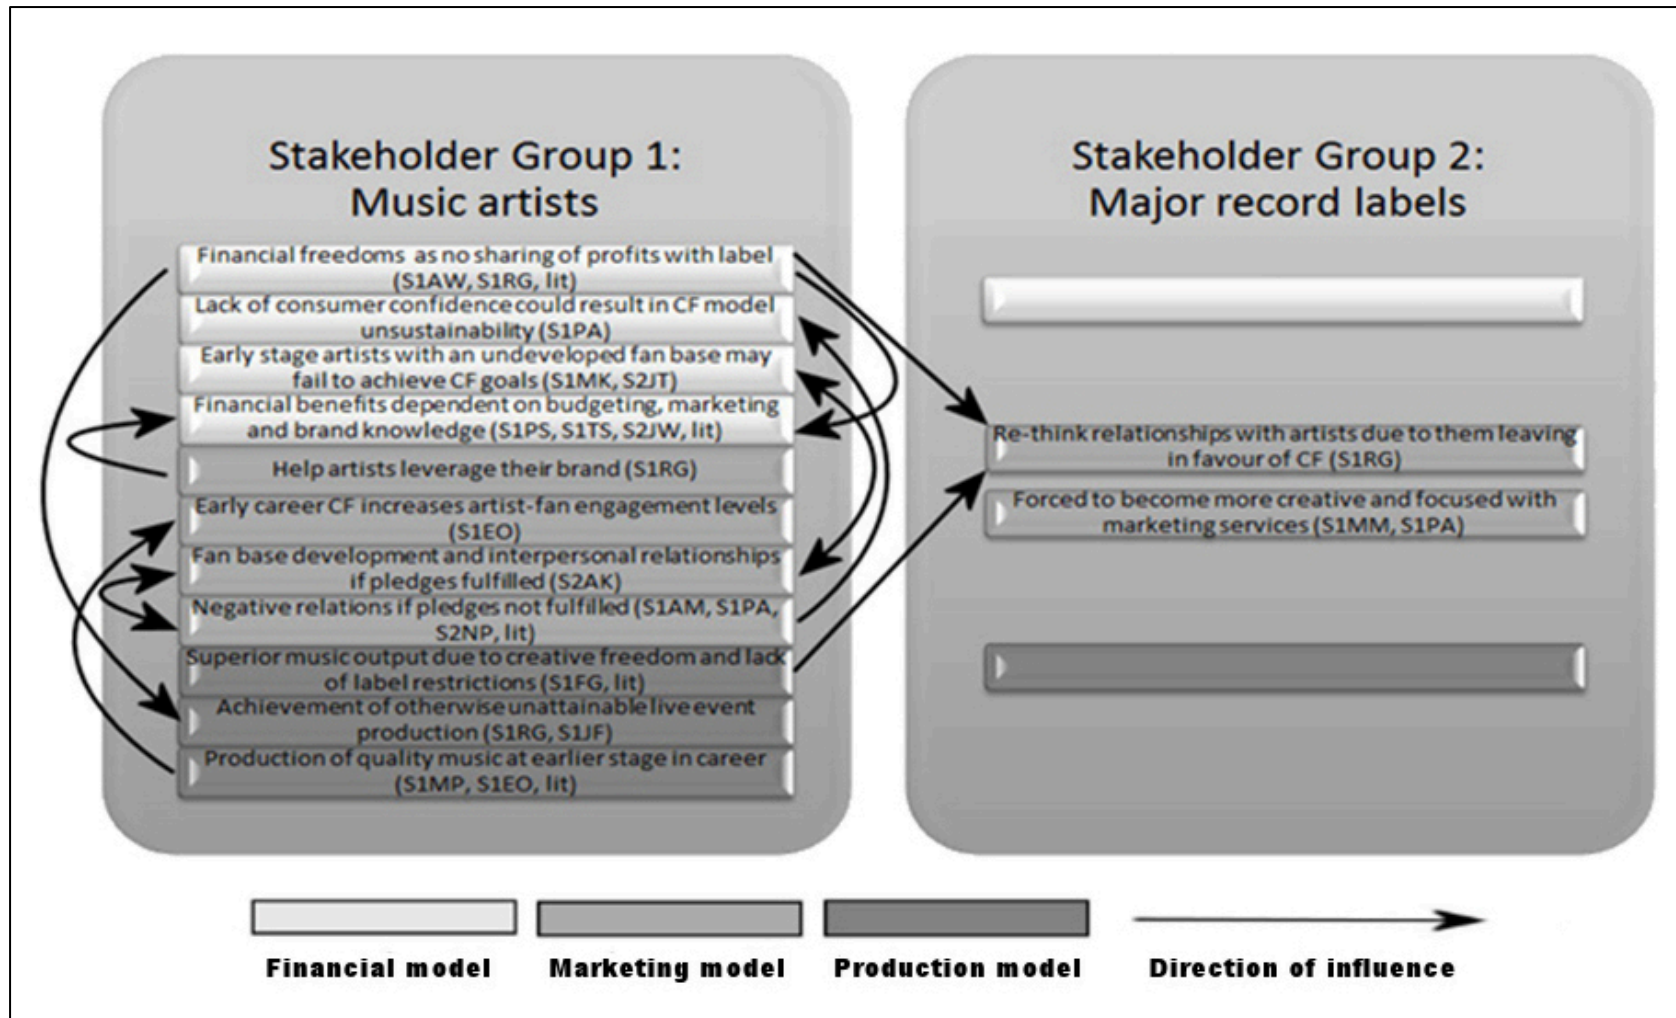 Stakeholder Group 1:
Music artists
Financial freedoms as no sharing of profits with label
(S1AW, S1RG, lit)
Lack of consumer confidence could result in CF model
unsustainability (S1PA)
Early stage artists with an undeveloped fan base may
fail to achieve CF goals (S1MK, S2JT)
Financial benefits dependent on budgeting, marketing
and brand knowledge (S1PS, S1TS, S2JW, lit)
Help artists leverage their brand (S1RG)
Early career CF increases artist-fan engagement levels
(S1EO)
Fan base development and interpersonal relationships
if pledges fulfilled (S2AK)
Negative relations if pledges not fulfilled (S1AM, S1PA,
S2NP, lit)
Superior music output due to creative freedom and lack
of label restrictions (S1FG, lit)
Achievement of otherwise unattainable live event
production (S1RG, S1JF)
Production of quality music at earlier stage in career
(S1MP, S1EO, lit)
Stakeholder Group 2:
Major record labels
Re-think relationships with artists due to them leaving
in favour of CF (S1RG)
Forced to become more creative and focused with
marketing services (S1MM, S1PA)
Financial model
Marketing model
Production model
Direction of influence